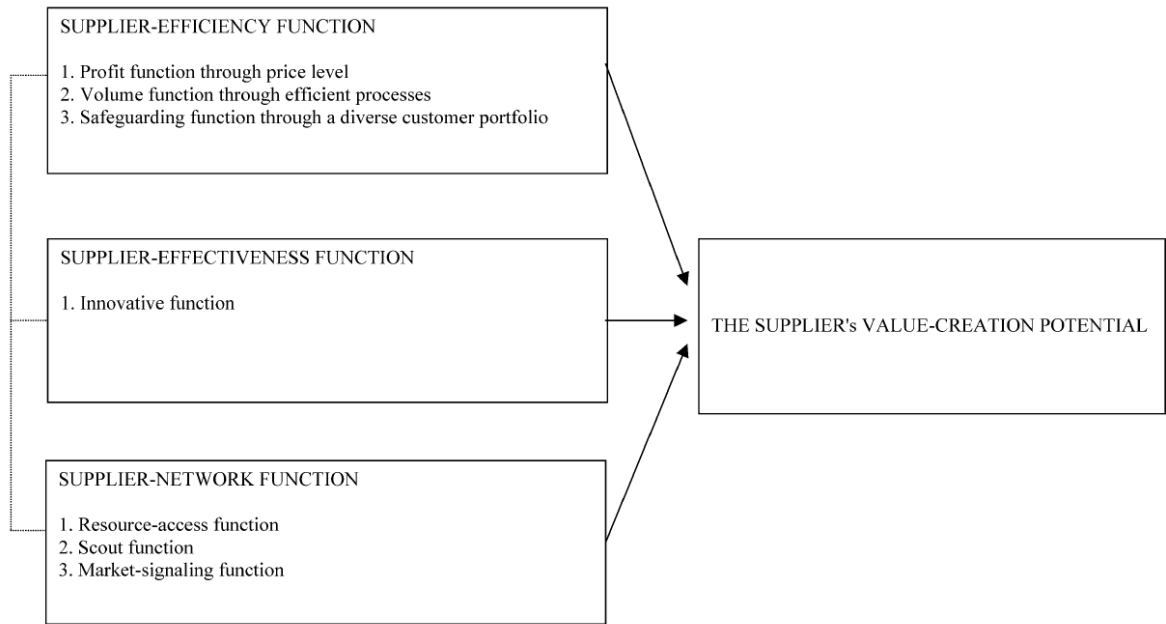 SUPPLIER-EFFICIENCY FUNCTION
1. Profit function through price level
2. Volume function through efficient processes
3. Safeguarding function through a diverse customer portfolio
SUPPLIER-EFFECTIVENESS FUNCTION
1. Innovative function
THE SUPPLIER's VALUE-CREATION POTENTIAL
SUPPLIER-NETWORK FUNCTION
1. Resource-access function
2. Scout function
3. Market-signaling function